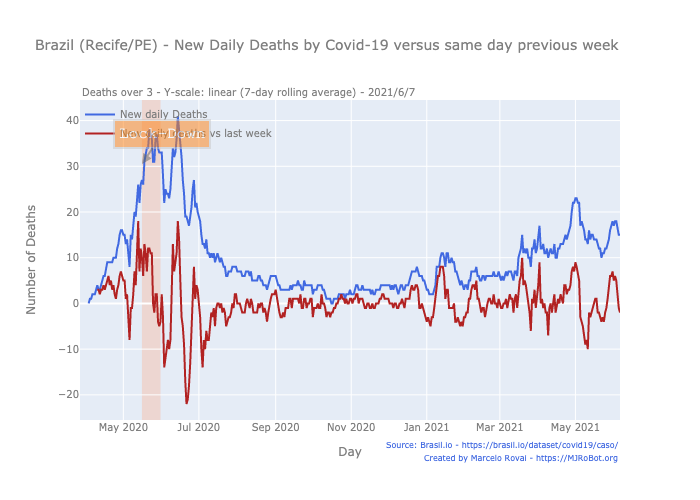 Brazil (Recife/PE) - New Daily Deaths by Covid-19 versus same day previous week
Deaths over 3 - Y-scale: linear (7-day rolling average) - 2021/6/7
New daily Deaths
New daily Deaths vs last week
40
30
20
10
0
−10
−20
Number of Deaths
May 2020
Jul 2020
Sep 2020
Nov 2020
Jan 2021
Mar 2021
May 2021
Day
Source: Brasil.io - https://brasil.io/dataset/covid19/caso/
Created by Marcelo Rovai - https://MJRoBot.org